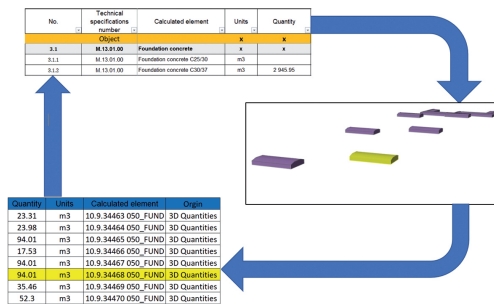 No. Technical specifications number Calculated element Units Quantity
Object x x
3.1 M.13.01.00 Foundation concrete x x
3.1.1 M.13.01.00 Foundation concrete C25/30 m3
3.1.2 M.13.01.00 Foundation concrete C30/37 m3 2 945.95
Quantity Units Calculated element Orgin
23.31 m3 10.9.34463 050_FUND 3D Quantities
23.98 m3 10.9.34464 050_FUND 3D Quantities
94.01 m3 10.9.34465 050_FUND 3D Quantities
17.53 m3 10.9.34466 050_FUND 3D Quantities
94.01 m3 10.9.34467 050_FUND 3D Quantities
94.01 m3 10.9.34468 050_FUND 3D Quantities
35.46 m3 10.9.34469 050_FUND 3D Quantities
52.3 m3 10.9.34470 050_FUND 3D Quantities